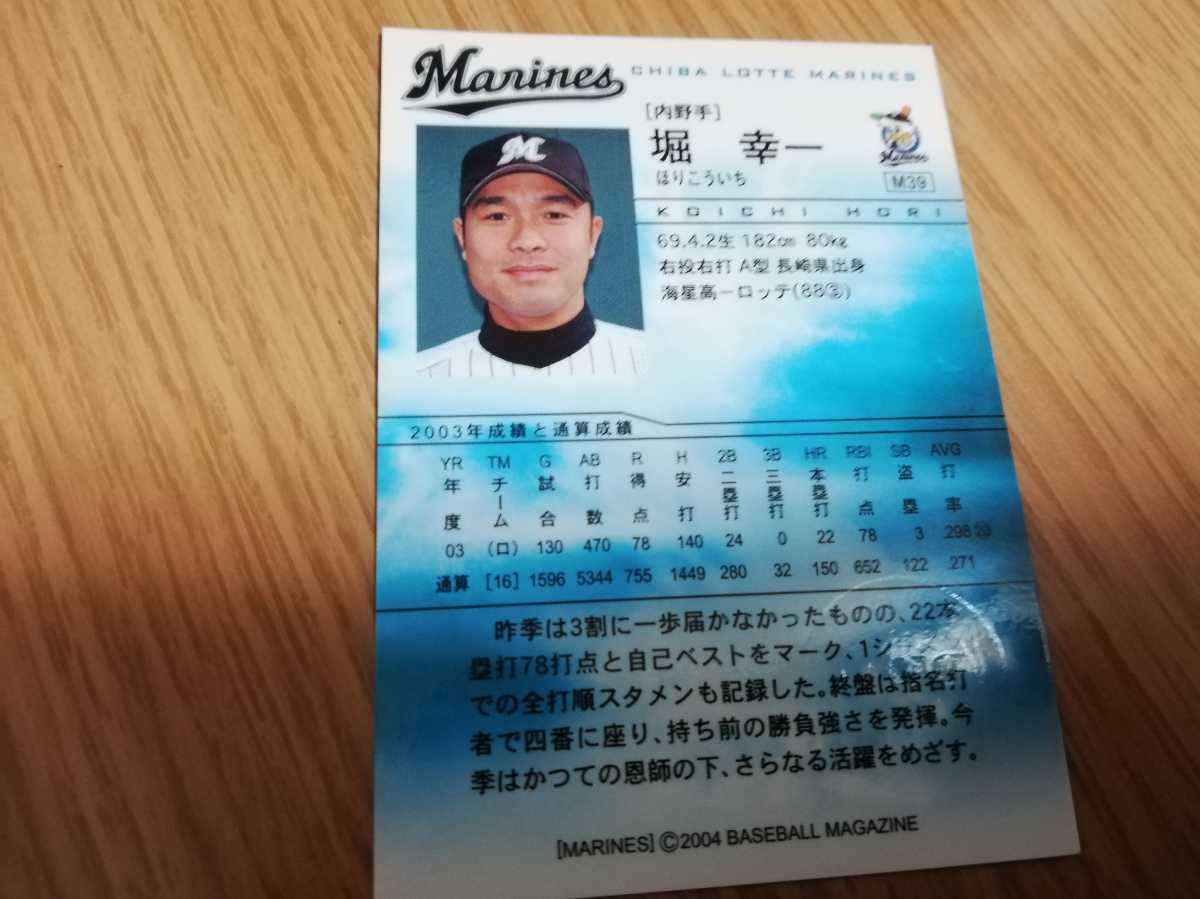 Marines CHIBA LOTTE MARINES
[内野手]
堀 幸一
ほりこういち
Marines
M39
KOICHI HORI
M
69.4.2生 182cm 80kg
右投右打 A型 長崎県出身
海星高−ロッテ(88③)
2003年成績と通算成績
YR TM G AB R H 2B 3B HR RBI SB AVG
年度 チーム 試合 打数 得点 安打 二塁打 三塁打 本塁打 打点 盗塁 打率
03 (ロ) 130 470 78 140 24 0 22 78 3 .298⑳
通算 [16] 1596 5344 755 1449 280 32 150 652 122 .271
昨季は3割に一歩届かなかったものの、22本
塁打78打点と自己ベストをマーク、1シ
での全打順スタメンも記録した。終盤は指名打
者で四番に座り、持ち前の勝負強さを発揮。今
季はかつての恩師の下、さらなる活躍をめざす。
[MARINES] ©2004 BASEBALL MAGAZINE